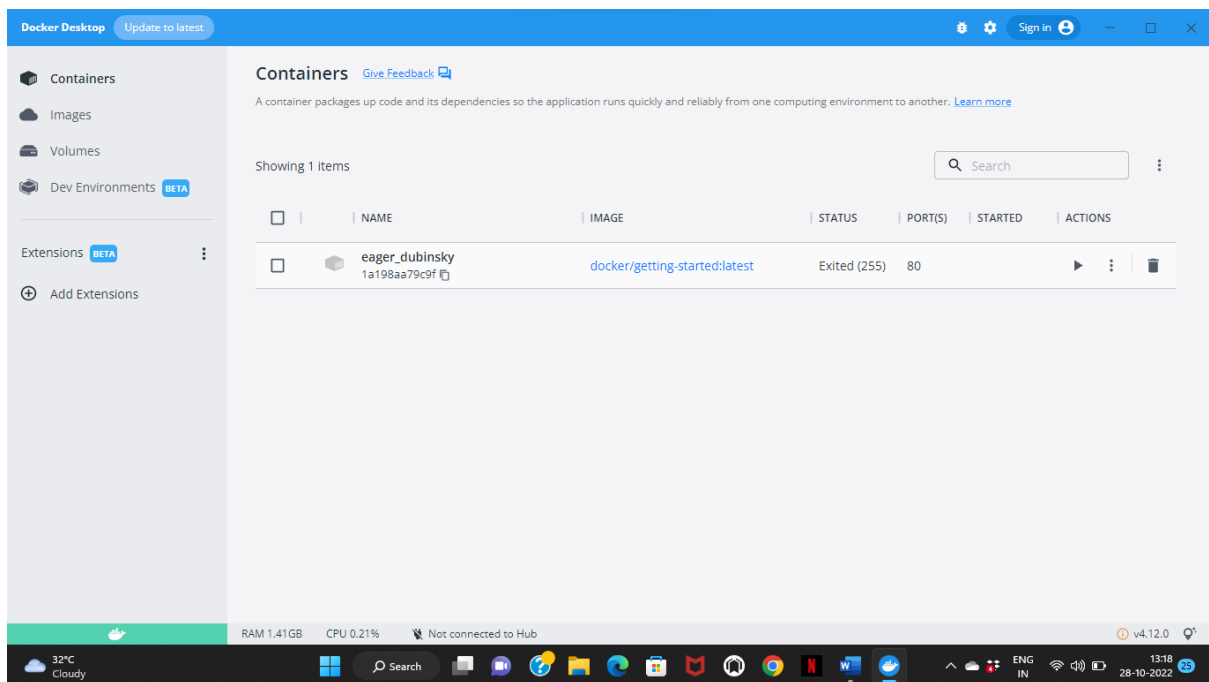 Docker Desktop Update to latest Sign in
Containers
Images
Volumes
Dev Environments BETA
Extensions BETA
Add Extensions
Containers Give Feedback
A container packages up code and its dependencies so the application runs quickly and reliably from one computing environment to another. Learn more
Showing 1 items Search
NAME IMAGE STATUS PORT(S) STARTED ACTIONS
eager_dubinsky
1a198aa79c9f
docker/getting-started:latest Exited (255) 80
RAM 1.41GB CPU 0.21% Not connected to Hub v4.12.0
32°C
Cloudy
Search
ENG
IN
13:18
28-10-2022
25